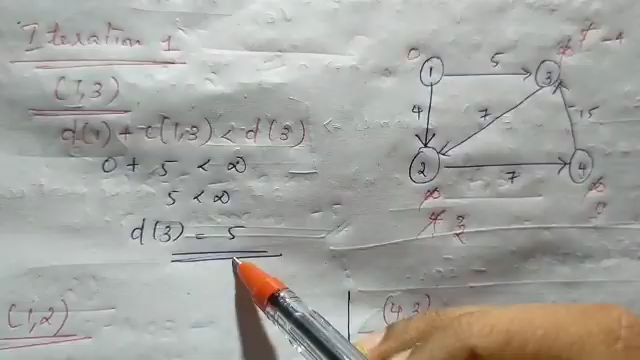 Iteration 1
(1,3)
d(1) + c(1,3) < d(3)
0 + 5 < ∞
5 < ∞
d(3) = 5
(1,2)
(4,3)
0
1
5
3
-4
4
7
-15
2
7
4